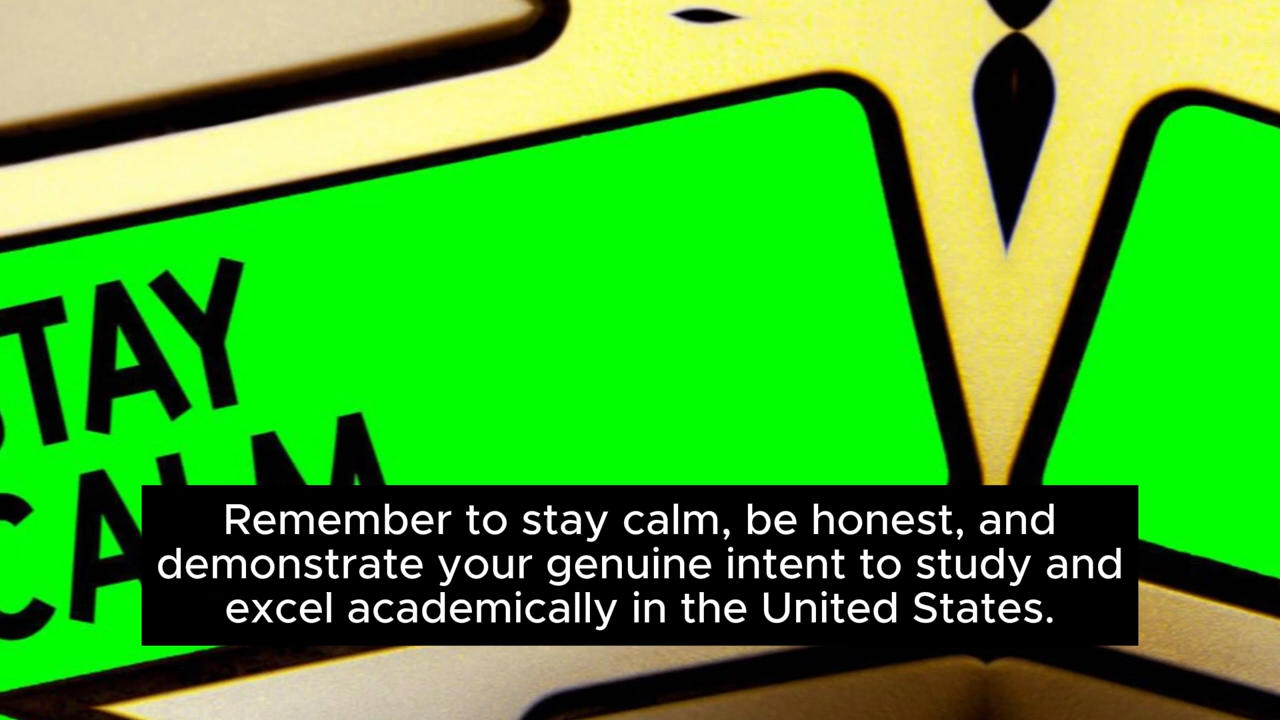 STAY
CALM
Remember to stay calm, be honest, and
demonstrate your genuine intent to study and
excel academically in the United States.